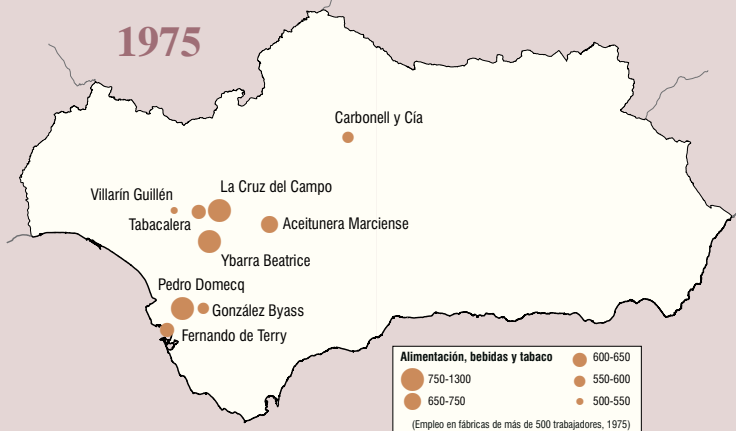 1975
Carbonell y Cía
Villarín Guillén
La Cruz del Campo
Tabacalera
Aceitunera Marciense
Ybarra Beatrice
Pedro Domecq
González Byass
Fernando de Terry
Alimentación, bebidas y tabaco
750-1300
650-750
600-650
550-600
500-550
(Empleo en fábricas de más de 500 trabajadores, 1975)